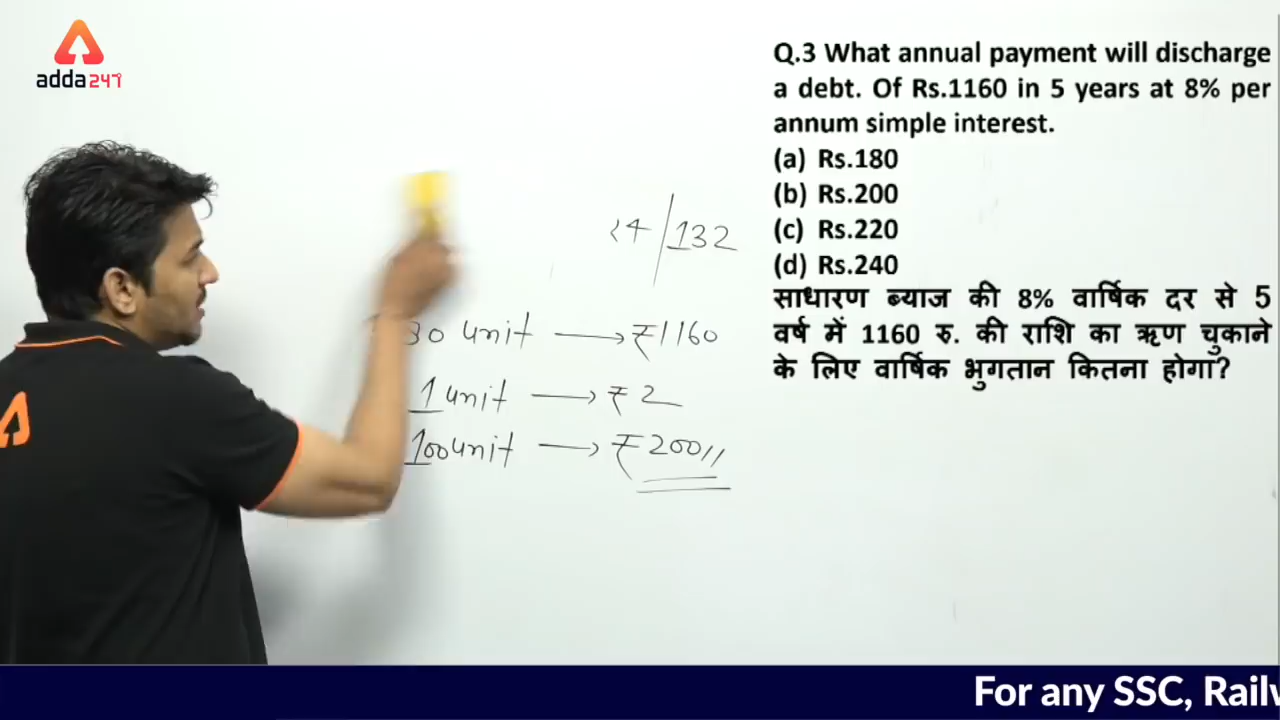 adda247
Q.3 What annual payment will discharge
a debt. Of Rs.1160 in 5 years at 8% per
annum simple interest.
(a) Rs.180
(b) Rs.200
(c) Rs.220
(d) Rs.240
साधारण ब्याज की 8% वार्षिक दर से 5
वर्ष में 1160 रु. की राशि का ऋण चुकाने
के लिए वार्षिक भुगतान कितना होगा?
132
30 unit → ₹1160
1 unit → ₹2
100 unit → ₹200//
For any SSC, Railw